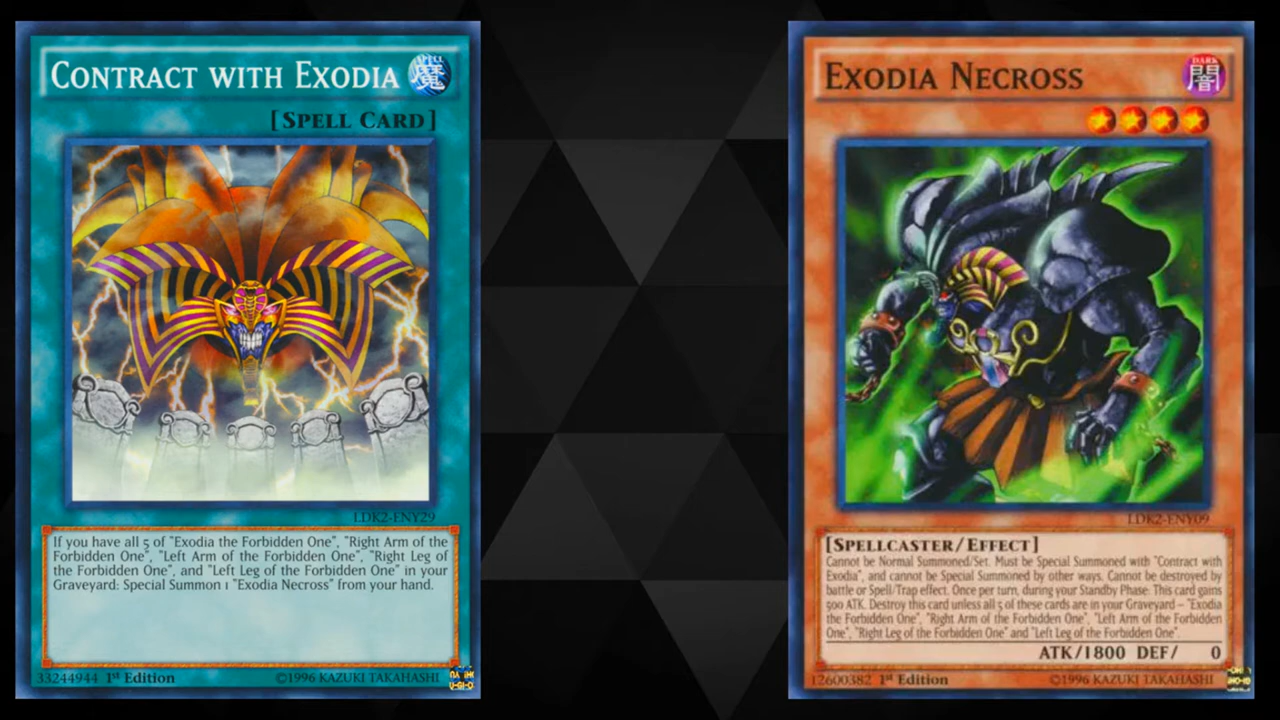 CONTRACT WITH EXODIA
魔
[SPELL CARD]
LDK2-ENY29
If you have all 5 of "Exodia the Forbidden One", "Right Arm of the
Forbidden One", "Left Arm of the Forbidden One", "Right Leg of
the Forbidden One", and "Left Leg of the Forbidden One" in your
Graveyard: Special Summon 1 "Exodia Necross" from your hand.
33244944 1st Edition ©1996 KAZUKI TAKAHASHI
EXODIA NECROSS
DARK
闇
LDK2-ENY09
[SPELLCASTER/EFFECT]
Cannot be Normal Summoned/Set. Must be Special Summoned with "Contract with
Exodia", and cannot be Special Summoned by other ways. Cannot be destroyed by
battle or Spell/Trap effect. Once per turn, during your Standby Phase: This card gains
500 ATK. Destroy this card unless all 5 of these cards are in your Graveyard – "Exodia
the Forbidden One", "Right Arm of the Forbidden One", "Left Arm of the Forbidden
One", "Right Leg of the Forbidden One" and "Left Leg of the Forbidden One".
ATK/1800 DEF/ 0
12600382 1st Edition ©1996 KAZUKI TAKAHASHI